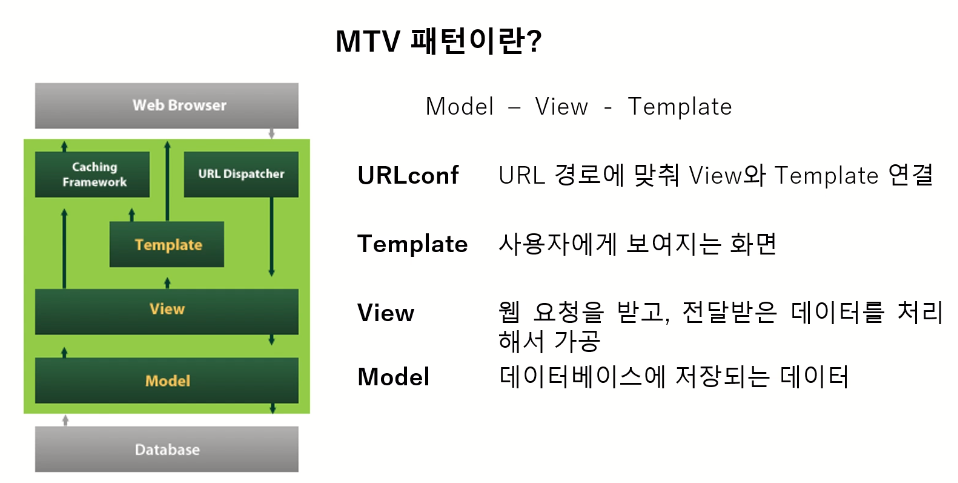 MTV 패턴이란?
Model – View - Template
Web Browser
Caching
Framework
URL Dispatcher
Template
View
Model
Database
URLconf URL 경로에 맞춰 View와 Template 연결
Template 사용자에게 보여지는 화면
View 웹 요청을 받고, 전달받은 데이터를 처리
해서 가공
Model 데이터베이스에 저장되는 데이터